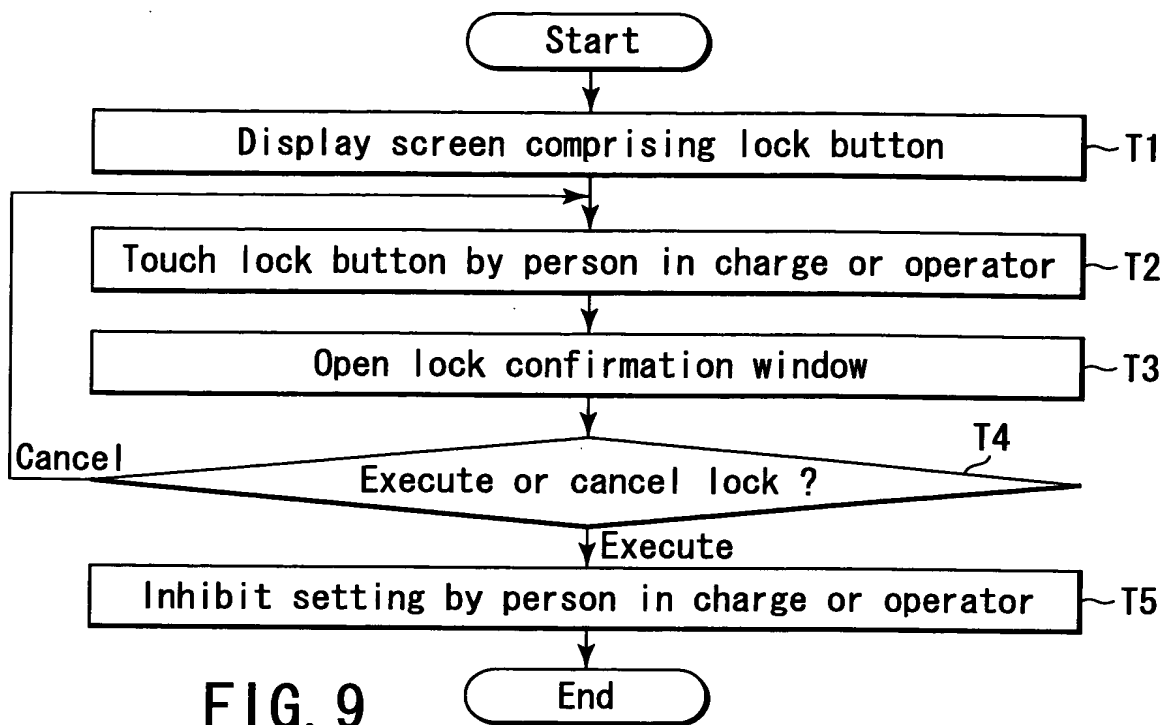 Start
Display screen comprising lock button
T1
Touch lock button by person in charge or operator
T2
Open lock confirmation window
T3
T4
Cancel
Execute or cancel lock ?
Execute
Inhibit setting by person in charge or operator
T5
End
FIG. 9